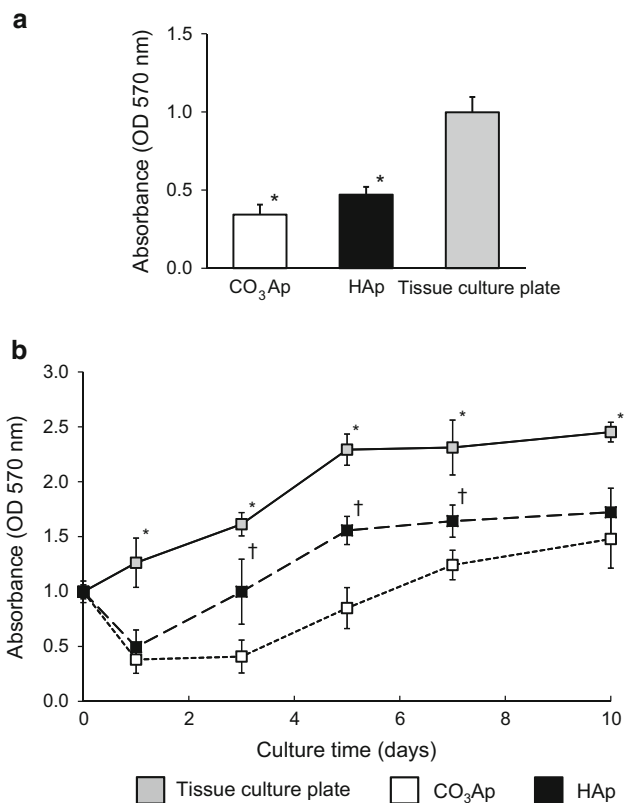 a
Absorbance (OD 570 nm)
1.5
1.0
0.5
0.0
* *
CO₃Ap HAp Tissue culture plate
b
Absorbance (OD 570 nm)
3.0
2.5
2.0
1.5
1.0
0.5
0.0
* * * * *
† † †
0 2 4 6 8 10
Culture time (days)
Tissue culture plate CO₃Ap HAp